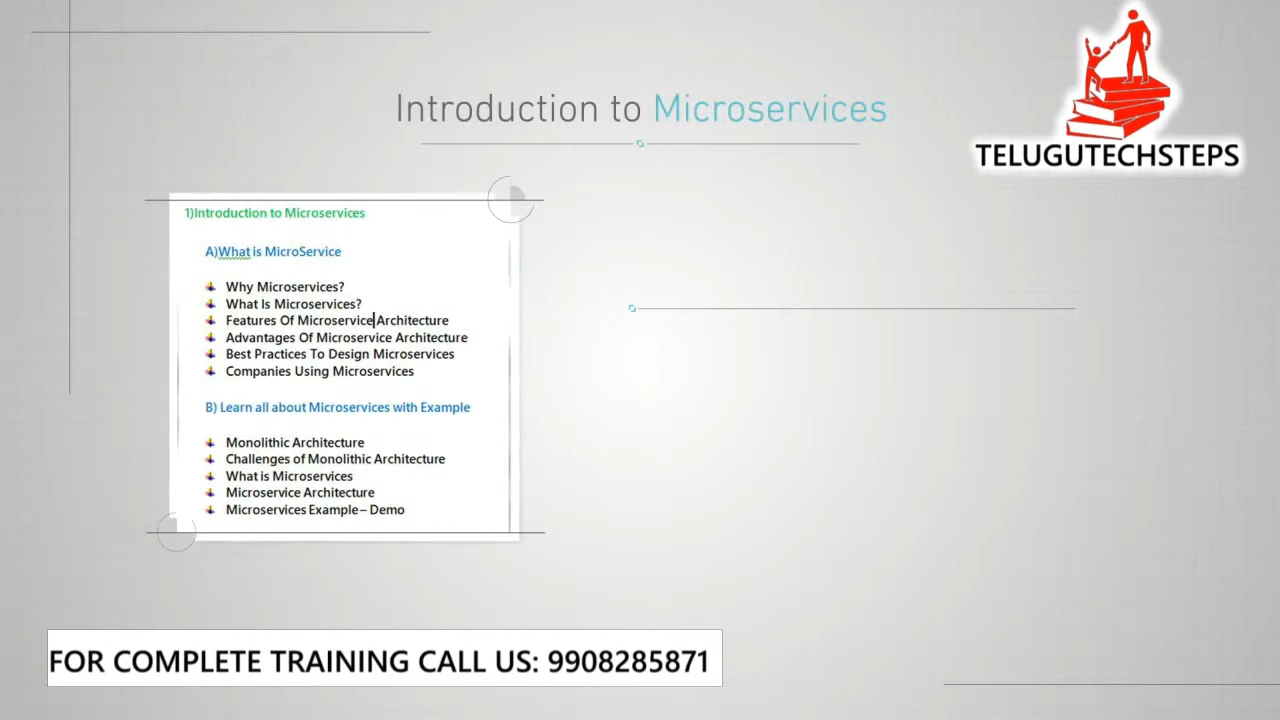 Introduction to Microservices
TELUGUTECHSTEPS
1)Introduction to Microservices
A)What is MicroService
Why Microservices?
What Is Microservices?
Features Of Microservice Architecture
Advantages Of Microservice Architecture
Best Practices To Design Microservices
Companies Using Microservices
B) Learn all about Microservices with Example
Monolithic Architecture
Challenges of Monolithic Architecture
What is Microservices
Microservice Architecture
Microservices Example – Demo
FOR COMPLETE TRAINING CALL US: 9908285871